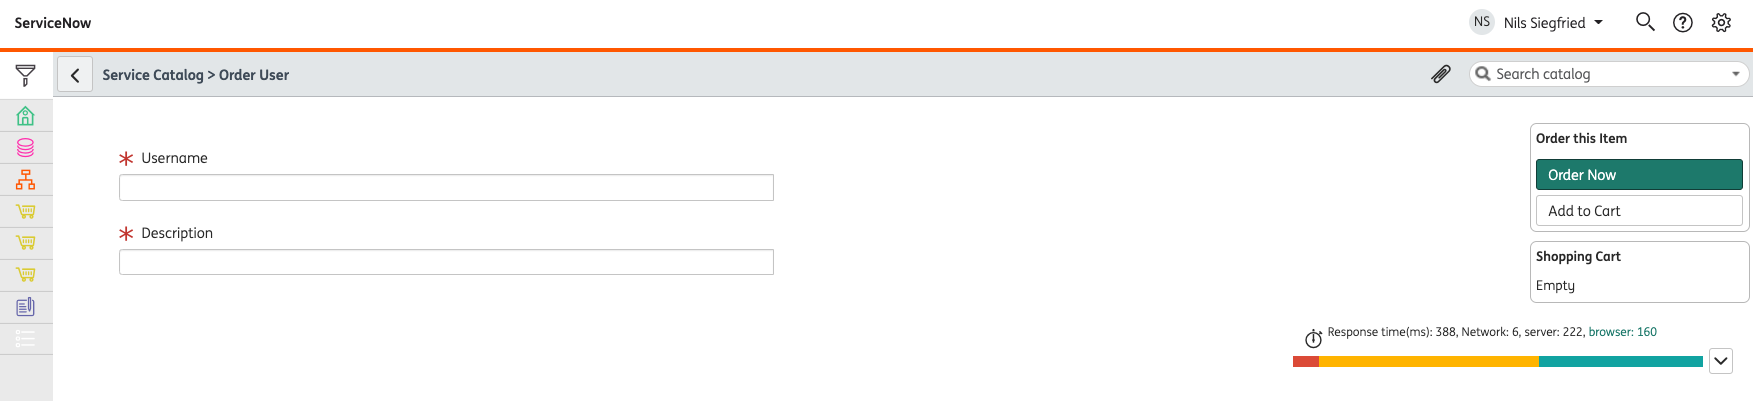 ServiceNow
NS Nils Siegfried
Service Catalog > Order User
Search catalog
Username
Description
Order this Item
Order Now
Add to Cart
Shopping Cart
Empty
Response time(ms): 388, Network: 6, server: 222, browser: 160